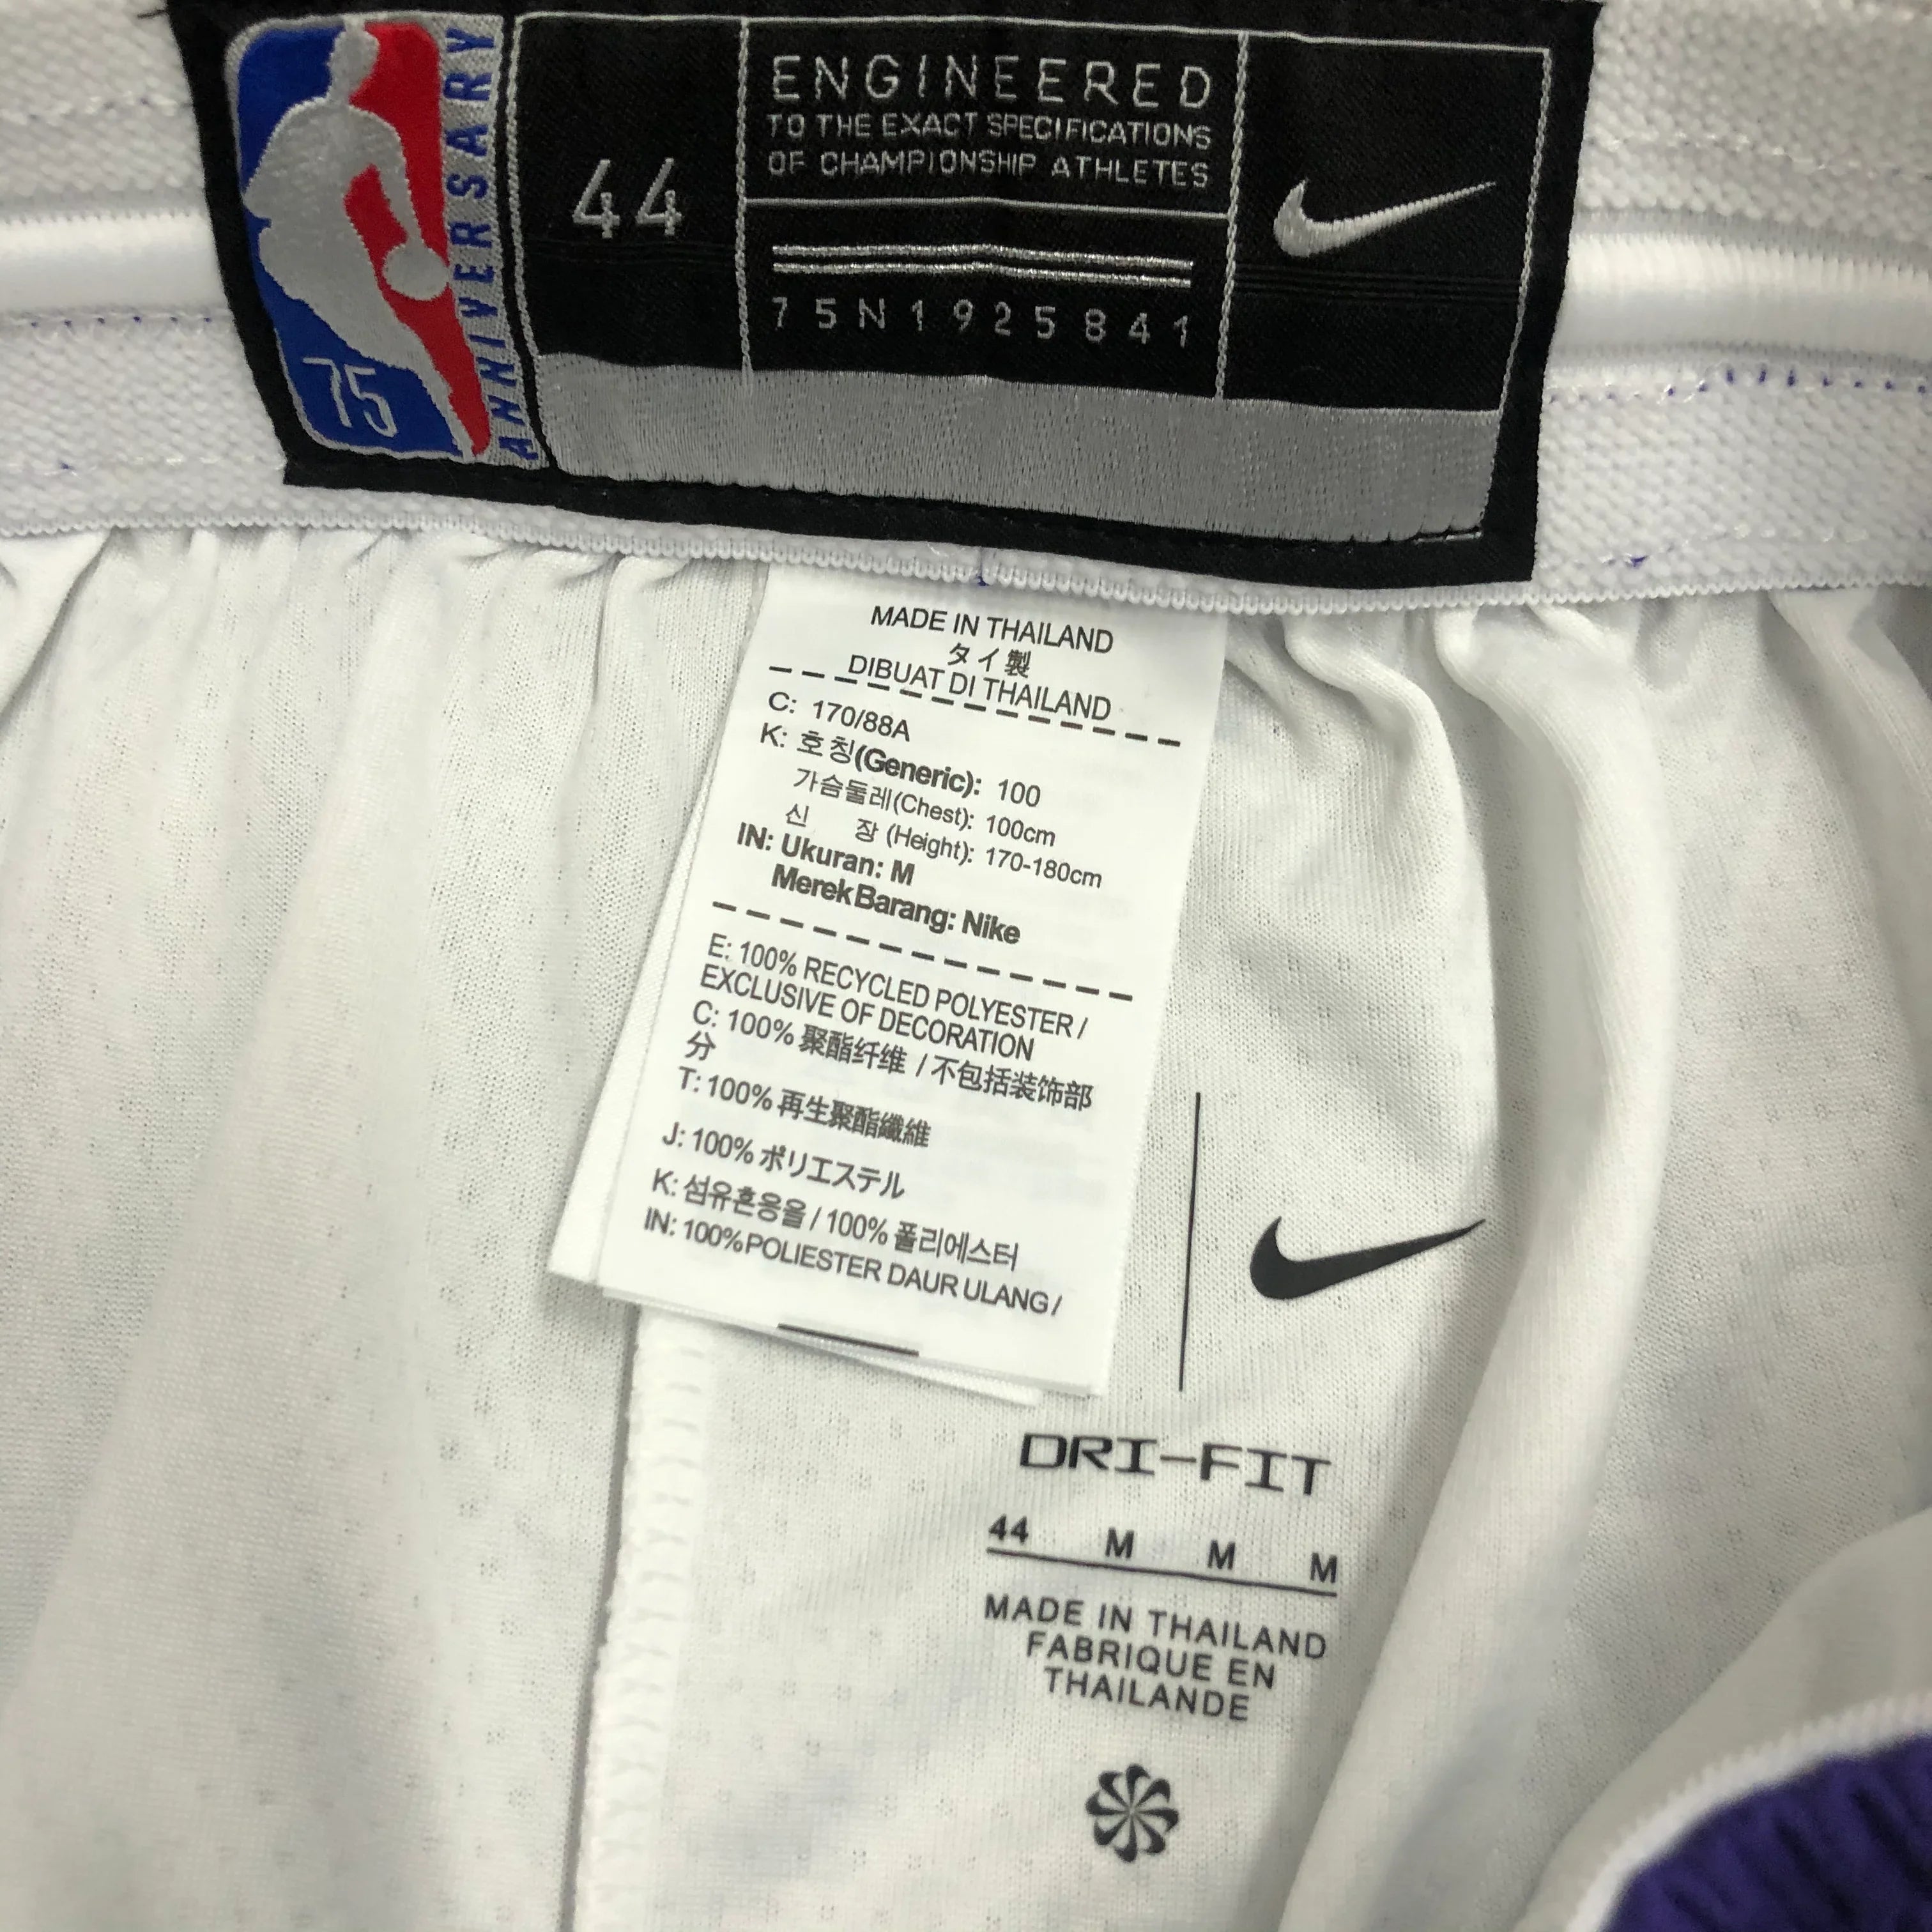 ANNIVERSARY
75
44
ENGINEERED
TO THE EXACT SPECIFICATIONS
OF CHAMPIONSHIP ATHLETES
75N1925841
MADE IN THAILAND
タイ製
DIBUAT DI THAILAND
C: 170/88A
K: 호칭(Generic): 100
가슴둘레(Chest): 100cm
신 장 (Height): 170-180cm
IN: Ukuran: M
MerekBarang: Nike
E: 100% RECYCLED POLYESTER /
EXCLUSIVE OF DECORATION
C: 100% 聚酯纤维 / 不包括装饰部
分
T: 100% 再生聚酯纖維
J: 100% ポリエステル
K: 섬유혼용율 / 100% 폴리에스터
IN: 100%POLIESTER DAUR ULANG /
DRI-FIT
44 M M M
MADE IN THAILAND
FABRIQUE EN
THAILANDE